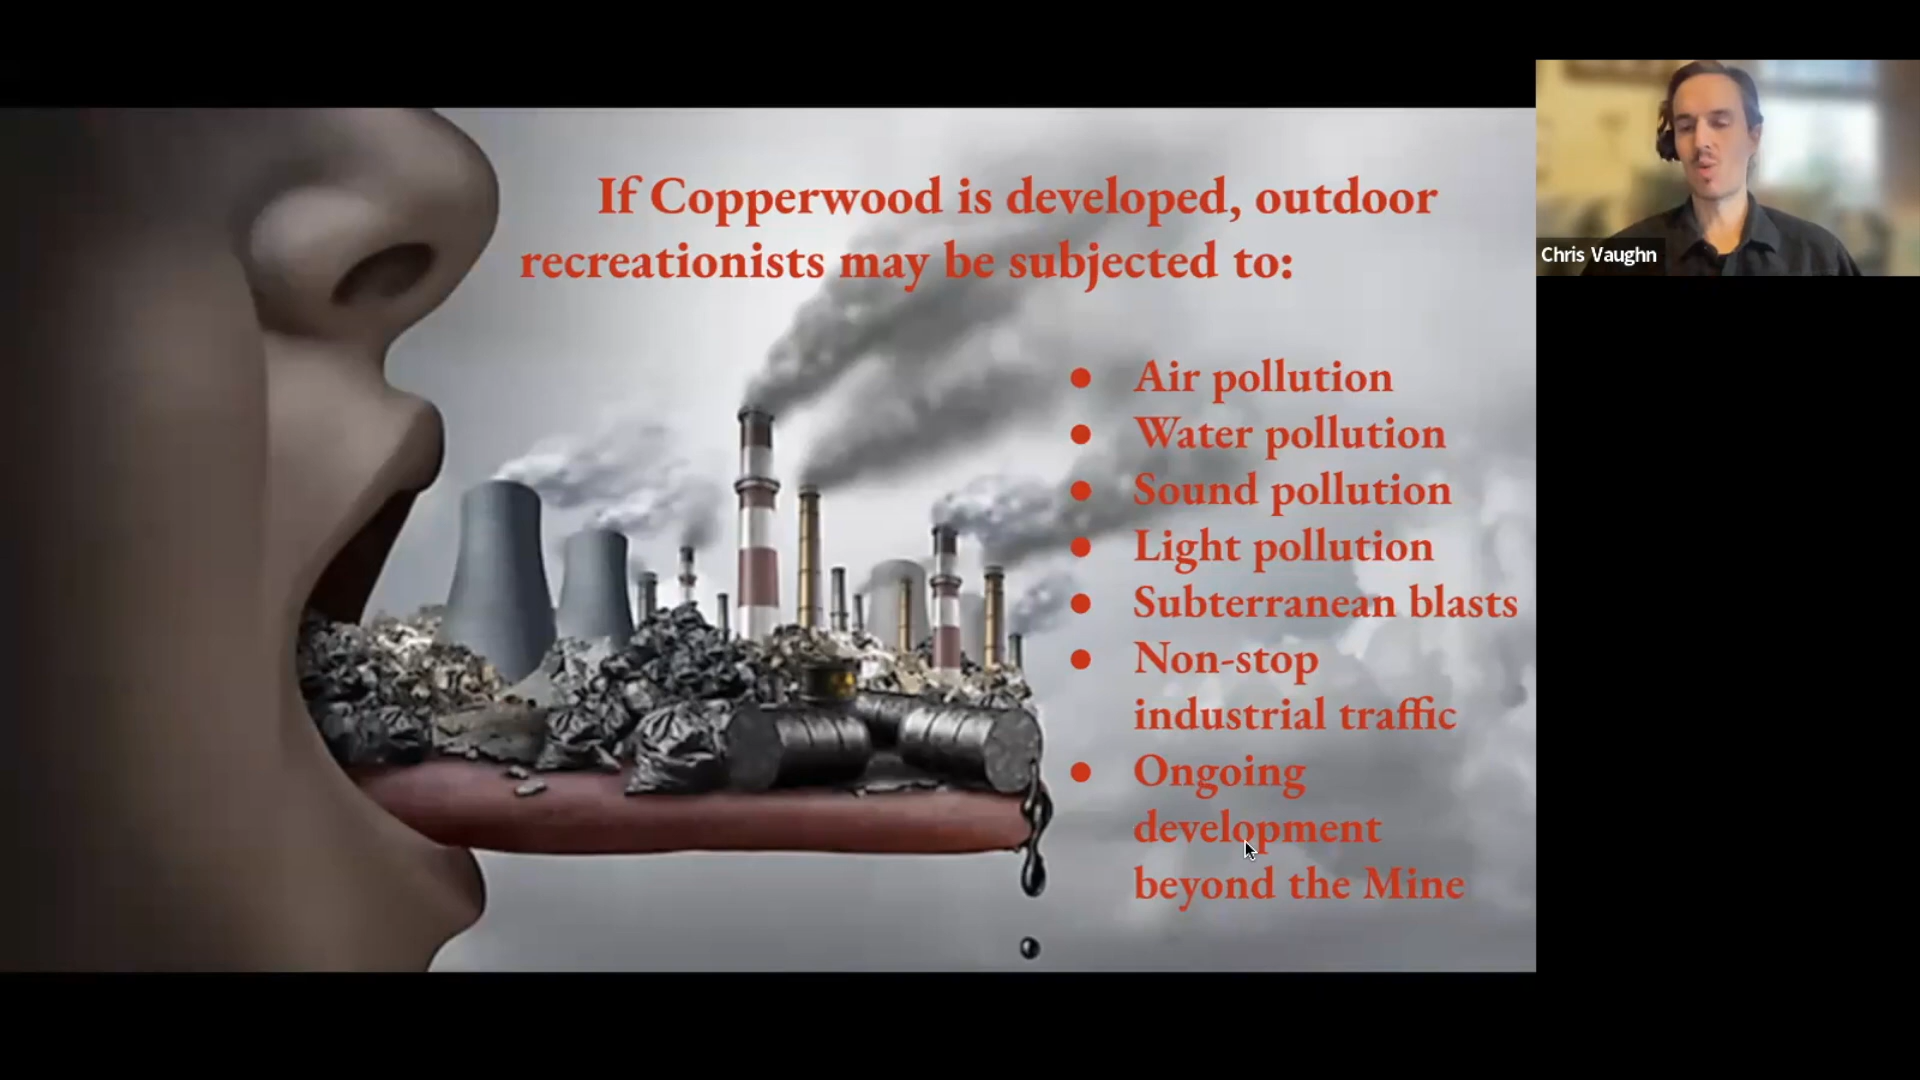 If Copperwood is developed, outdoor
recreationists may be subjected to:
● Air pollution
● Water pollution
● Sound pollution
● Light pollution
● Subterranean blasts
● Non-stop
industrial traffic
● Ongoing
development
beyond the Mine
Chris Vaughn